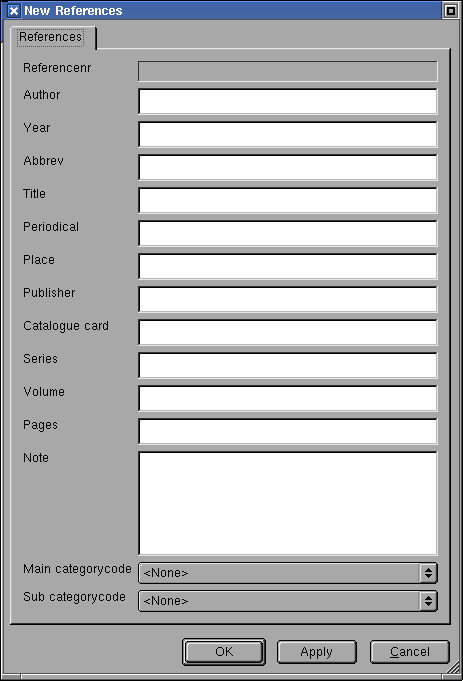 New References
References
Referencenr
Author
Year
Abbrev
Title
Periodical
Place
Publisher
Catalogue card
Series
Volume
Pages
Note
Main categorycode <None>
Sub categorycode <None>
OK Apply Cancel